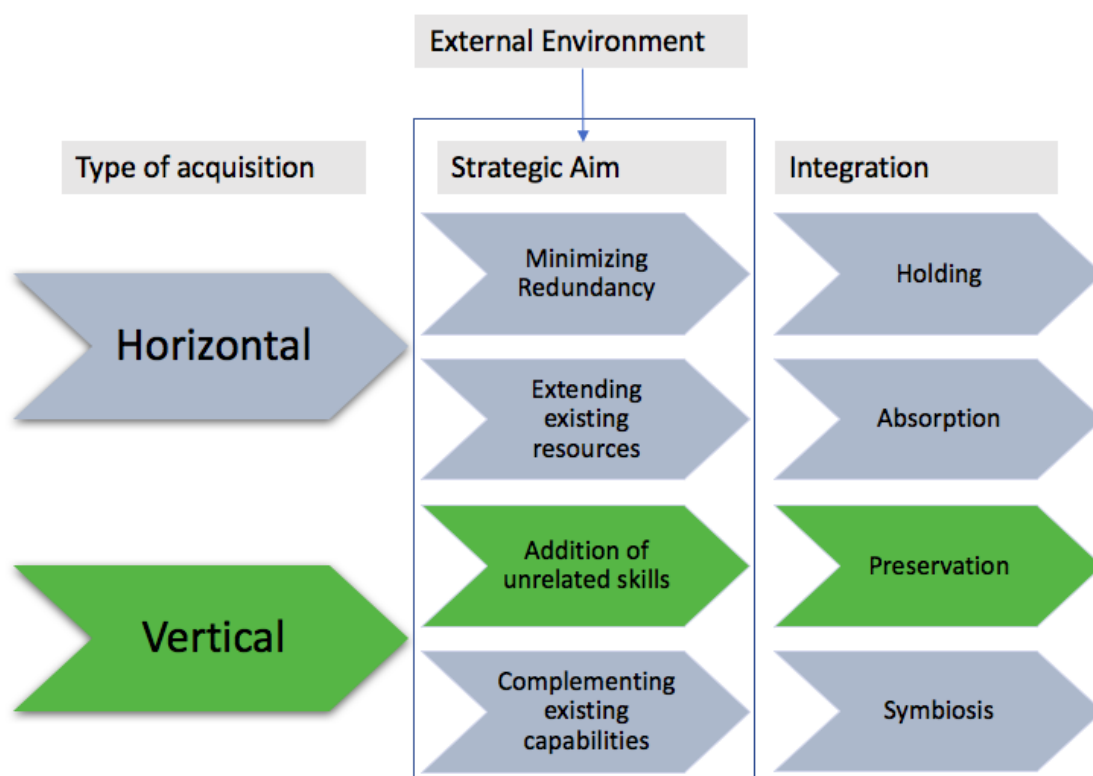 External Environment
Type of acquisition
Strategic Aim
Integration
Horizontal
Minimizing
Redundancy
Holding
Extending
existing
resources
Absorption
Vertical
Addition of
unrelated skills
Preservation
Complementing
existing
capabilities
Symbiosis